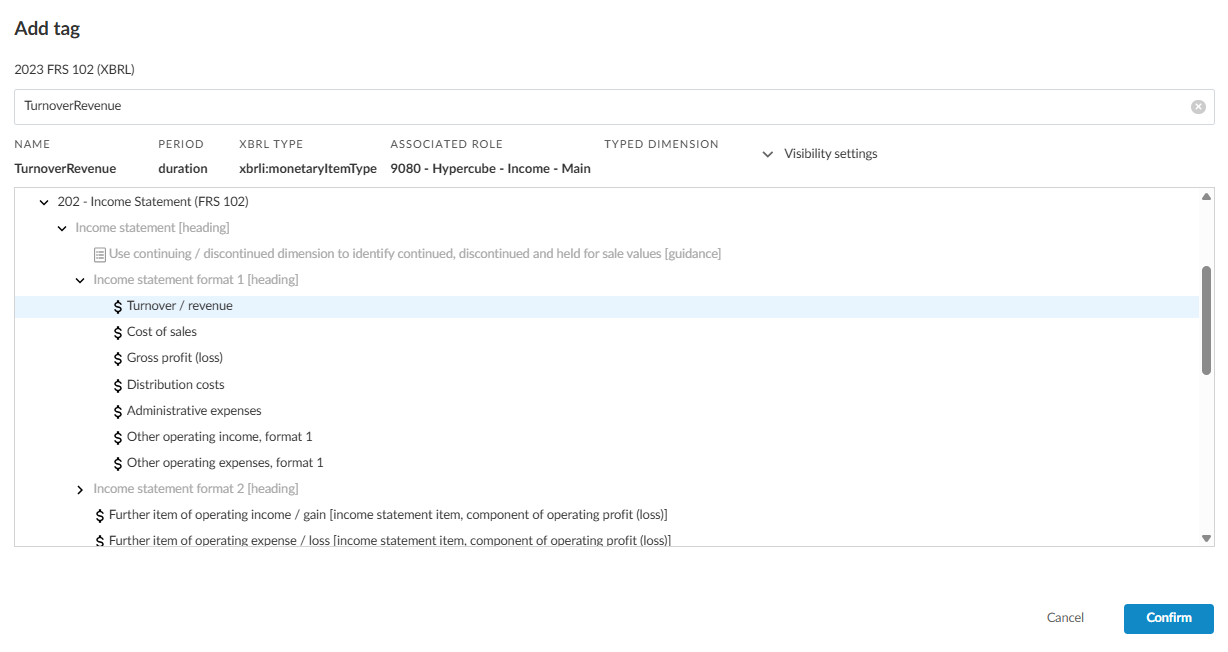 Add tag
2023 FRS 102 (XBRL)
TurnoverRevenue
NAME PERIOD XBRL TYPE ASSOCIATED ROLE TYPED DIMENSION
Visibility settings
TurnoverRevenue duration xbrli:monetaryItemType 9080 - Hypercube - Income - Main
202 - Income Statement (FRS 102)
Income statement [heading]
Use continuing / discontinued dimension to identify continued, discontinued and held for sale values [guidance]
Income statement format 1 [heading]
$ Turnover / revenue
$ Cost of sales
$ Gross profit (loss)
$ Distribution costs
$ Administrative expenses
$ Other operating income, format 1
$ Other operating expenses, format 1
Income statement format 2 [heading]
$ Further item of operating income / gain [income statement item, component of operating profit (loss)]
$ Further item of operating expense / loss [income statement item, component of operating profit (loss)]
Cancel Confirm